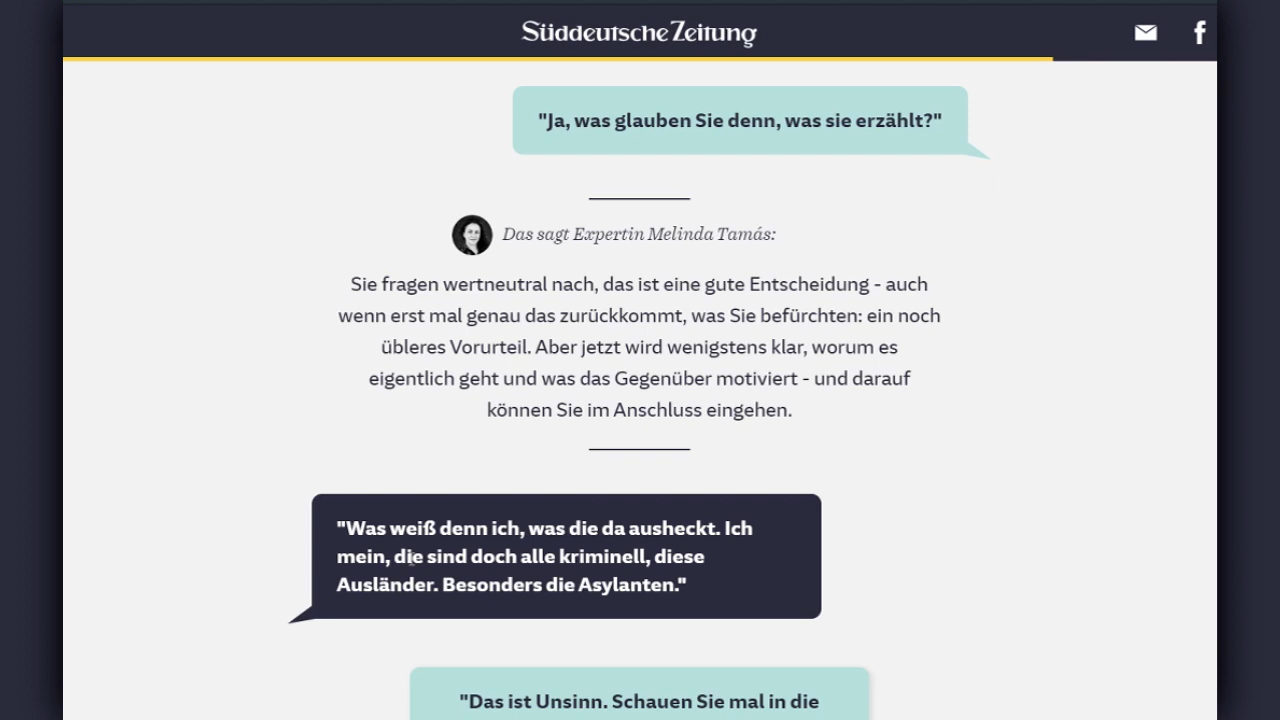 Süddeutsche Zeitung
"Ja, was glauben Sie denn, was sie erzählt?"
Das sagt Expertin Melinda Tamás:
Sie fragen wertneutral nach, das ist eine gute Entscheidung - auch
wenn erst mal genau das zurückkommt, was Sie befürchten: ein noch
übleres Vorurteil. Aber jetzt wird wenigstens klar, worum es
eigentlich geht und was das Gegenüber motiviert - und darauf
können Sie im Anschluss eingehen.
"Was weiß denn ich, was die da ausheckt. Ich
mein, die sind doch alle kriminell, diese
Ausländer. Besonders die Asylanten."
"Das ist Unsinn. Schauen Sie mal in die